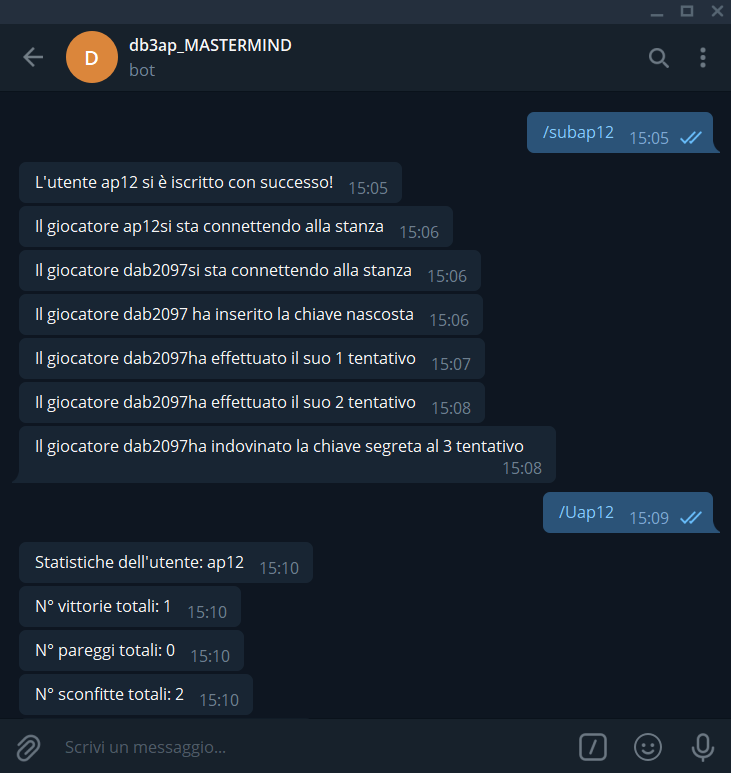 db3ap_MASTERMIND
D
bot
/subap12 15:05
L'utente ap12 si è iscritto con successo! 15:05
Il giocatore ap12si sta connettendo alla stanza 15:06
Il giocatore dab2097si sta connettendo alla stanza 15:06
Il giocatore dab2097 ha inserito la chiave nascosta 15:06
Il giocatore dab2097ha effettuato il suo 1 tentativo 15:07
Il giocatore dab2097ha effettuato il suo 2 tentativo 15:08
Il giocatore dab2097ha indovinato la chiave segreta al 3 tentativo
15:08
/Uap12 15:09
Statistiche dell'utente: ap12 15:10
N° vittorie totali: 1 15:10
N° pareggi totali: 0 15:10
N° sconfitte totali: 2 15:10
Scrivi un messaggio...